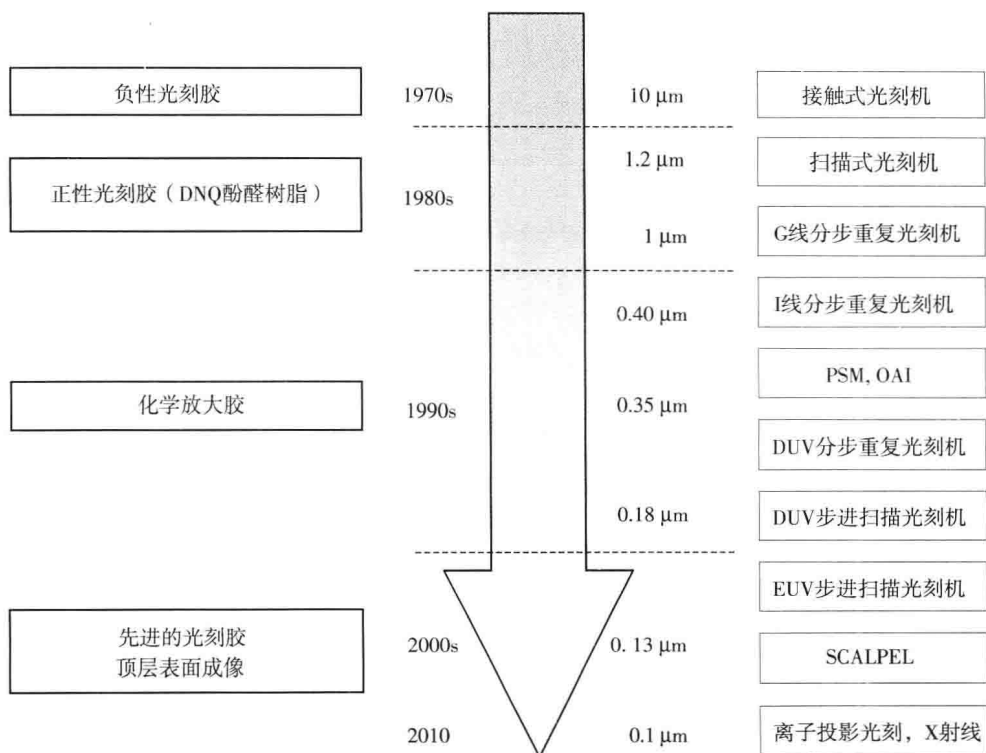 负性光刻胶
1970s
10 μm
接触式光刻机
1.2 μm
扫描式光刻机
正性光刻胶（DNQ酚醛树脂）
1980s
1 μm
G线分步重复光刻机
0.40 μm
I线分步重复光刻机
PSM, OAI
化学放大胶
1990s
0.35 μm
DUV分步重复光刻机
0.18 μm
DUV步进扫描光刻机
EUV步进扫描光刻机
先进的光刻胶
顶层表面成像
2000s
0. 13 μm
SCALPEL
2010
0.1 μm
离子投影光刻，X射线